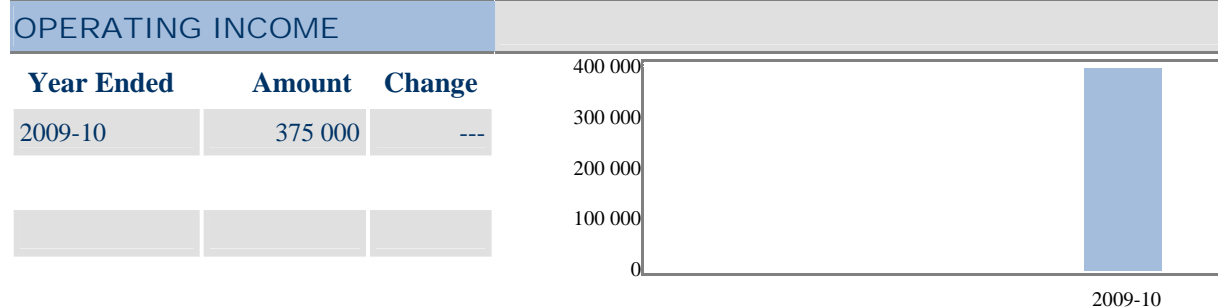 OPERATING INCOME
Year Ended Amount Change
2009-10 375 000 ---
400 000
300 000
200 000
100 000
0
2009-10